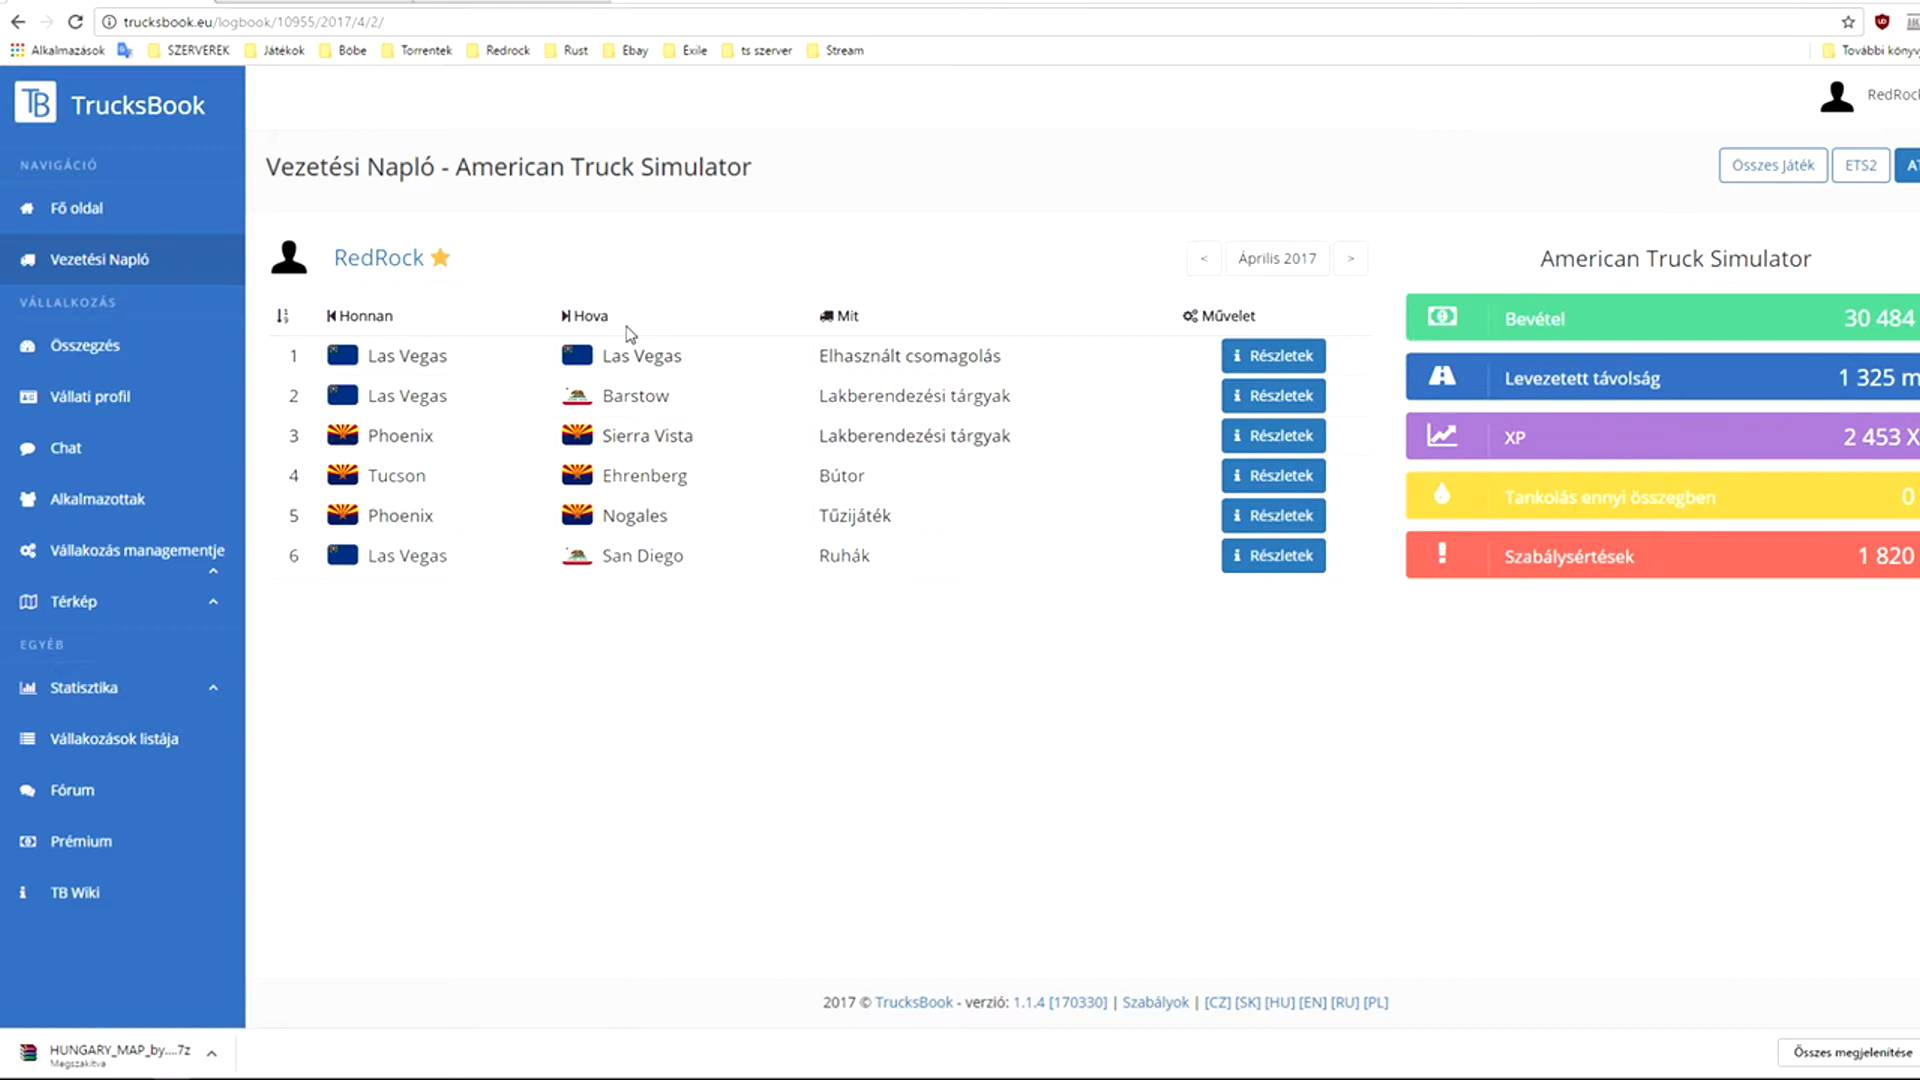 trucksbook.eu/logbook/10955/2017/4/2/
Alkalmazások SZERVEREK Játékok Bobe Torrentek Redrock Rust Ebay Exile ts szerver Stream További könyv
TB TrucksBook
RedRock
NAVIGÁCIÓ
Fő oldal
Vezetési Napló
VÁLLALKOZÁS
Összegzés
Vállati profil
Chat
Alkalmazottak
Vállakozás managementje
Térkép
EGYÉB
Statisztika
Vállakozások listája
Fórum
Prémium
TB Wiki
Vezetési Napló - American Truck Simulator
Összes Játék ETS2 AT
RedRock
< Április 2017 >
Honnan Hova Mit Művelet
1 Las Vegas Las Vegas Elhasznált csomagolás Részletek
2 Las Vegas Barstow Lakberendezési tárgyak Részletek
3 Phoenix Sierra Vista Lakberendezési tárgyak Részletek
4 Tucson Ehrenberg Bútor Részletek
5 Phoenix Nogales Tűzijáték Részletek
6 Las Vegas San Diego Ruhák Részletek
American Truck Simulator
Bevétel 30 484
Levezetett távolság 1 325 m
XP 2 453 X
Tankolás ennyi összegben 0
Szabálysértések 1 820
2017 © TrucksBook - verzió: 1.1.4 [170330] | Szabályok | [CZ] [SK] [HU] [EN] [RU] [PL]
HUNGARY_MAP_by....7z
Megszakítva
Összes megjelenítése